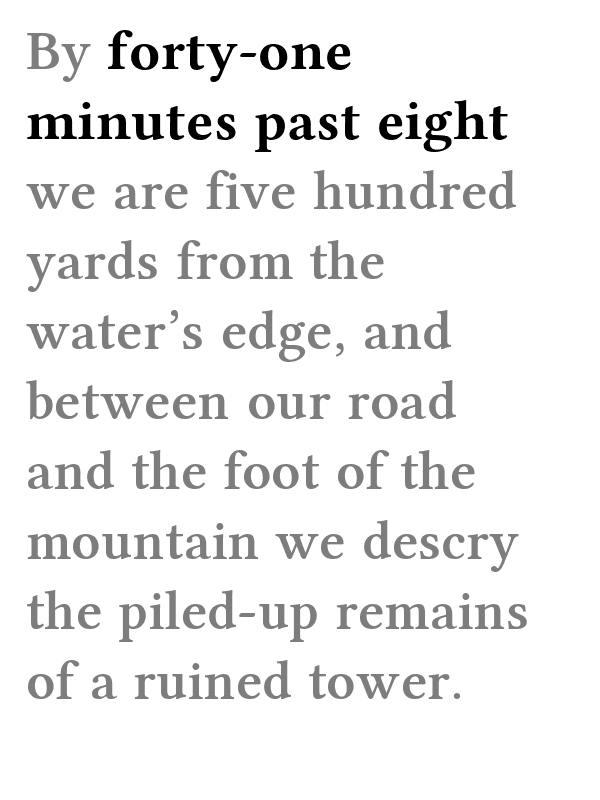 By forty-one
minutes past eight
we are five hundred
yards from the
water’s edge, and
between our road
and the foot of the
mountain we descry
the piled-up remains
of a ruined tower.